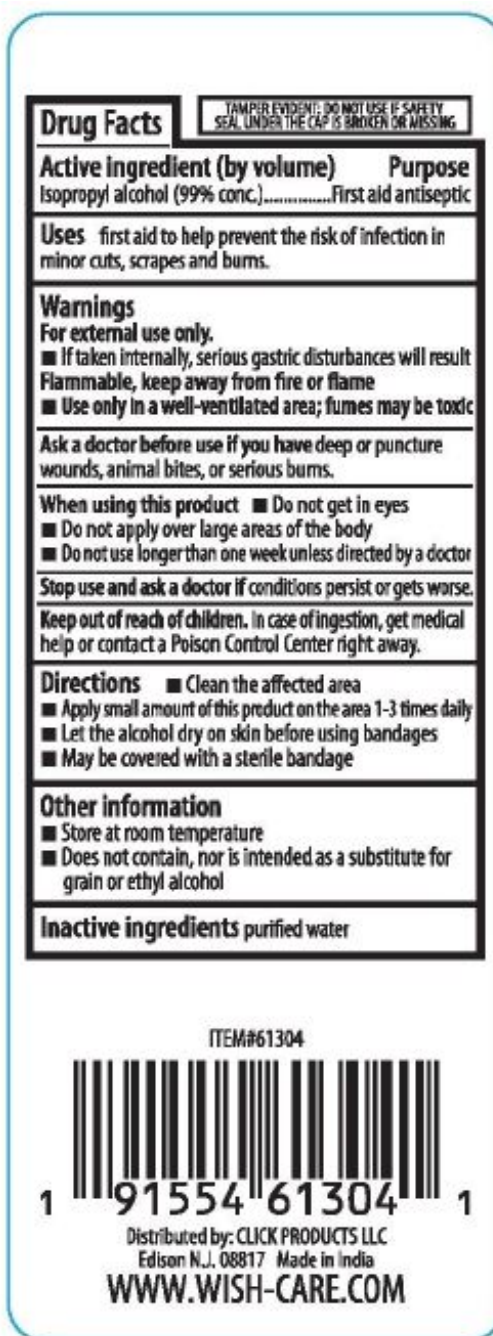 Drug Facts
TAMPER EVIDENT: DO NOT USE IF SAFETY
SEAL UNDER THE CAP IS BROKEN OR MISSING
Active ingredient (by volume) Purpose
Isopropyl alcohol (99% conc.)................First aid antiseptic
Uses first aid to help prevent the risk of infection in
minor cuts, scrapes and burns.
Warnings
For external use only.
■ If taken internally, serious gastric disturbances will result
Flammable, keep away from fire or flame
■ Use only in a well-ventilated area; fumes may be toxic
Ask a doctor before use if you have deep or puncture
wounds, animal bites, or serious burns.
When using this product ■ Do not get in eyes
■ Do not apply over large areas of the body
■ Do not use longer than one week unless directed by a doctor
Stop use and ask a doctor if conditions persist or gets worse.
Keep out of reach of children. In case of ingestion, get medical
help or contact a Poison Control Center right away.
Directions ■ Clean the affected area
■ Apply small amount of this product on the area 1-3 times daily
■ Let the alcohol dry on skin before using bandages
■ May be covered with a sterile bandage
Other information
■ Store at room temperature
■ Does not contain, nor is intended as a substitute for
grain or ethyl alcohol
Inactive ingredients purified water
ITEM#61304
1 91554 61304 1
Distributed by: CLICK PRODUCTS LLC
Edison N.J. 08817 Made in India
WWW.WISH-CARE.COM